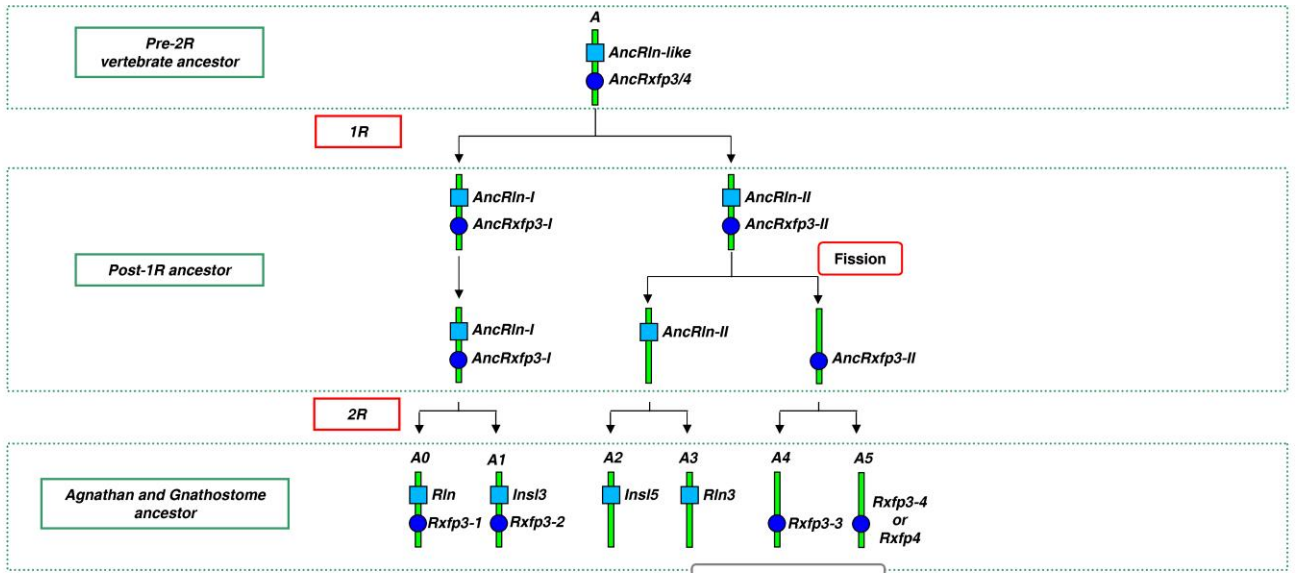 A
Pre-2R
vertebrate ancestor
AncRln-like
AncRxfp3/4
1R
AncRln-I
AncRxfp3-I
AncRln-II
AncRxfp3-II
Fission
Post-1R ancestor
AncRln-I
AncRxfp3-I
AncRln-II
AncRxfp3-II
2R
A0
A1
A2
A3
A4
A5
Agnathan and Gnathostome
ancestor
Rln
Rxfp3-1
Insl3
Rxfp3-2
Insl5
Rln3
Rxfp3-3
Rxfp3-4
or
Rxfp4